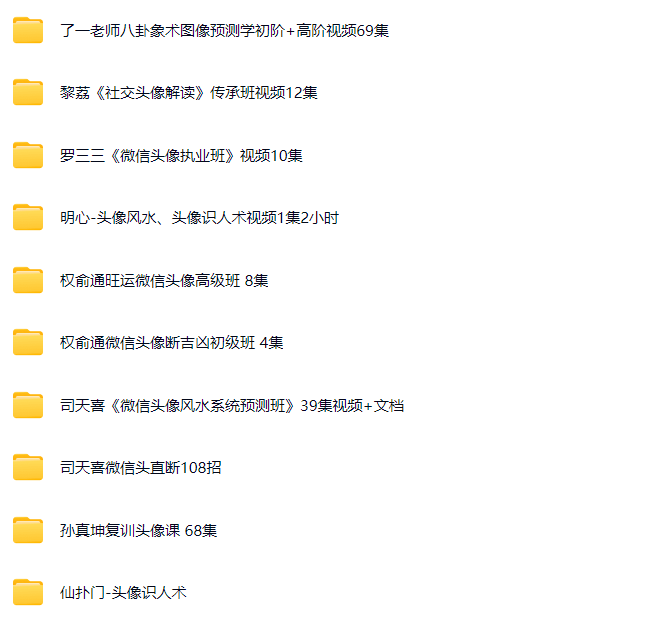 了一老师八卦象术图像预测学初阶+高阶视频69集
黎荔《社交头像解读》传承班视频12集
罗三三《微信头像执业班》视频10集
明心-头像风水、头像识人术视频1集2小时
权俞通旺运微信头像高级班 8集
权俞通微信头像断吉凶初级班 4集
司天喜《微信头像风水系统预测班》39集视频+文档
司天喜微信头直断108招
孙真坤复训头像课 68集
仙扑门-头像识人术